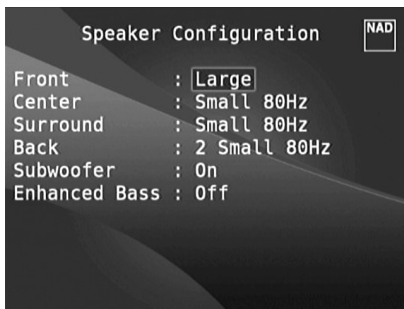 Speaker Configuration
NAD
Front : Large
Center : Small 80Hz
Surround : Small 80Hz
Back : 2 Small 80Hz
Subwoofer : On
Enhanced Bass : Off